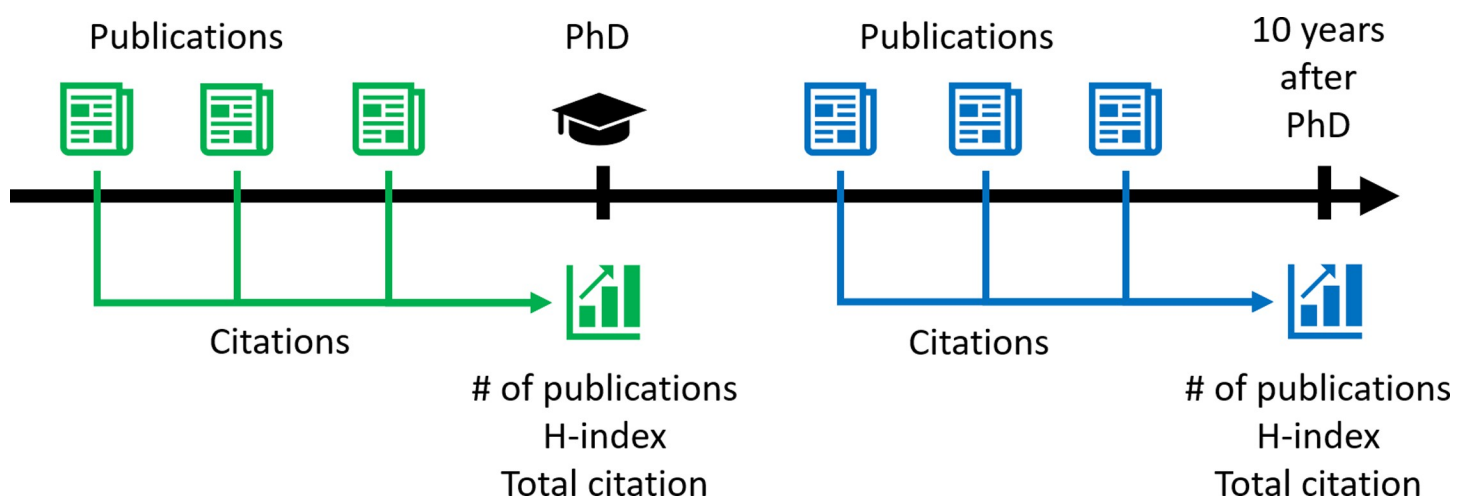 Publications
PhD
Publications
10 years
after
PhD
Citations
Citations
# of publications
H-index
Total citation
# of publications
H-index
Total citation